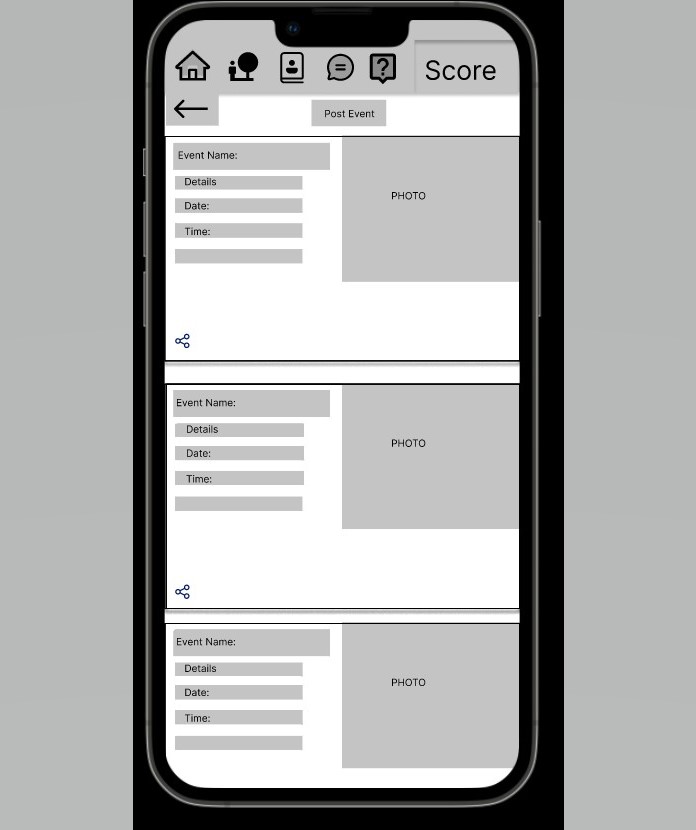 Score
Post Event
Event Name:
Details
Date:
Time:
PHOTO
Event Name:
Details
Date:
Time:
PHOTO
Event Name:
Details
Date:
Time:
PHOTO